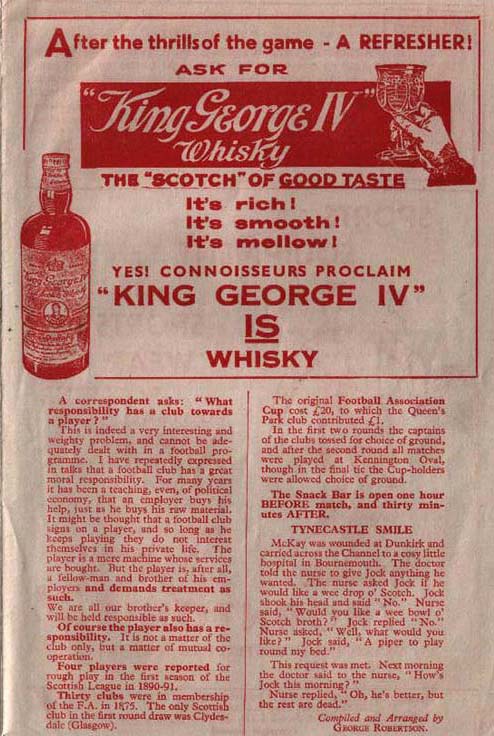 After the thrills of the game - A REFRESHER!
ASK FOR
"King George IV"
Whisky
THE "SCOTCH" OF GOOD TASTE
It's rich!
It's smooth!
It's mellow!
YES! CONNOISSEURS PROCLAIM
"KING GEORGE IV"
IS
WHISKY
King George IV
A correspondent asks: "What
responsibility has a club towards
a player?"
This is indeed a very interesting and
weighty problem, and cannot be ade-
quately dealt with in a football pro-
gramme. I have repeatedly expressed
in talks that a football club has a great
moral responsibility. For many years
it has been a teaching, even, of political
economy, that an employer buys his
help, just as he buys his raw material.
It might be thought that a football club
signs on a player, and so long as he
keeps playing they do not interest
themselves in his private life. The
player is a mere machine whose services
are bought. But the player is, after all,
a fellow-man and brother of his em-
ployers and demands treatment as
such.
We are all our brother's keeper, and
will be held responsible as such.
Of course the player also has a re-
sponsibility. It is not a matter of the
club only, but a matter of mutual co-
operation.
Four players were reported for
rough play in the first season of the
Scottish League in 1890-91.
Thirty clubs were in membership
of the F.A. in 1875. The only Scottish
club in the first round draw was Clydes-
dale (Glasgow).
The original Football Association
Cup cost £20, to which the Queen's
Park club contributed £1.
In the first two rounds the captains
of the clubs tossed for choice of ground,
and after the second round all matches
were played at Kennington Oval,
though in the final tie the Cup-holders
were allowed choice of ground.
The Snack Bar is open one hour
BEFORE match, and thirty min-
utes AFTER.
TYNECASTLE SMILE
McKay was wounded at Dunkirk and
carried across the Channel to a cosy little
hospital in Bournemouth. The doctor
told the nurse to give Jock anything he
wanted. The nurse asked Jock if he
would like a wee drop o' Scotch. Jock
shook his head and said "No." Nurse
said, "Would you like a wee bowl o'
Scotch broth?" Jock replied "No."
Nurse asked, "Well, what would you
like?" Jock said, "A piper to play
round my bed."
This request was met. Next morning
the doctor said to the nurse, "How's
Jock this morning?"
Nurse replied, "Oh, he's better, but
the rest are dead."
Compiled and Arranged by
GEORGE ROBERTSON.